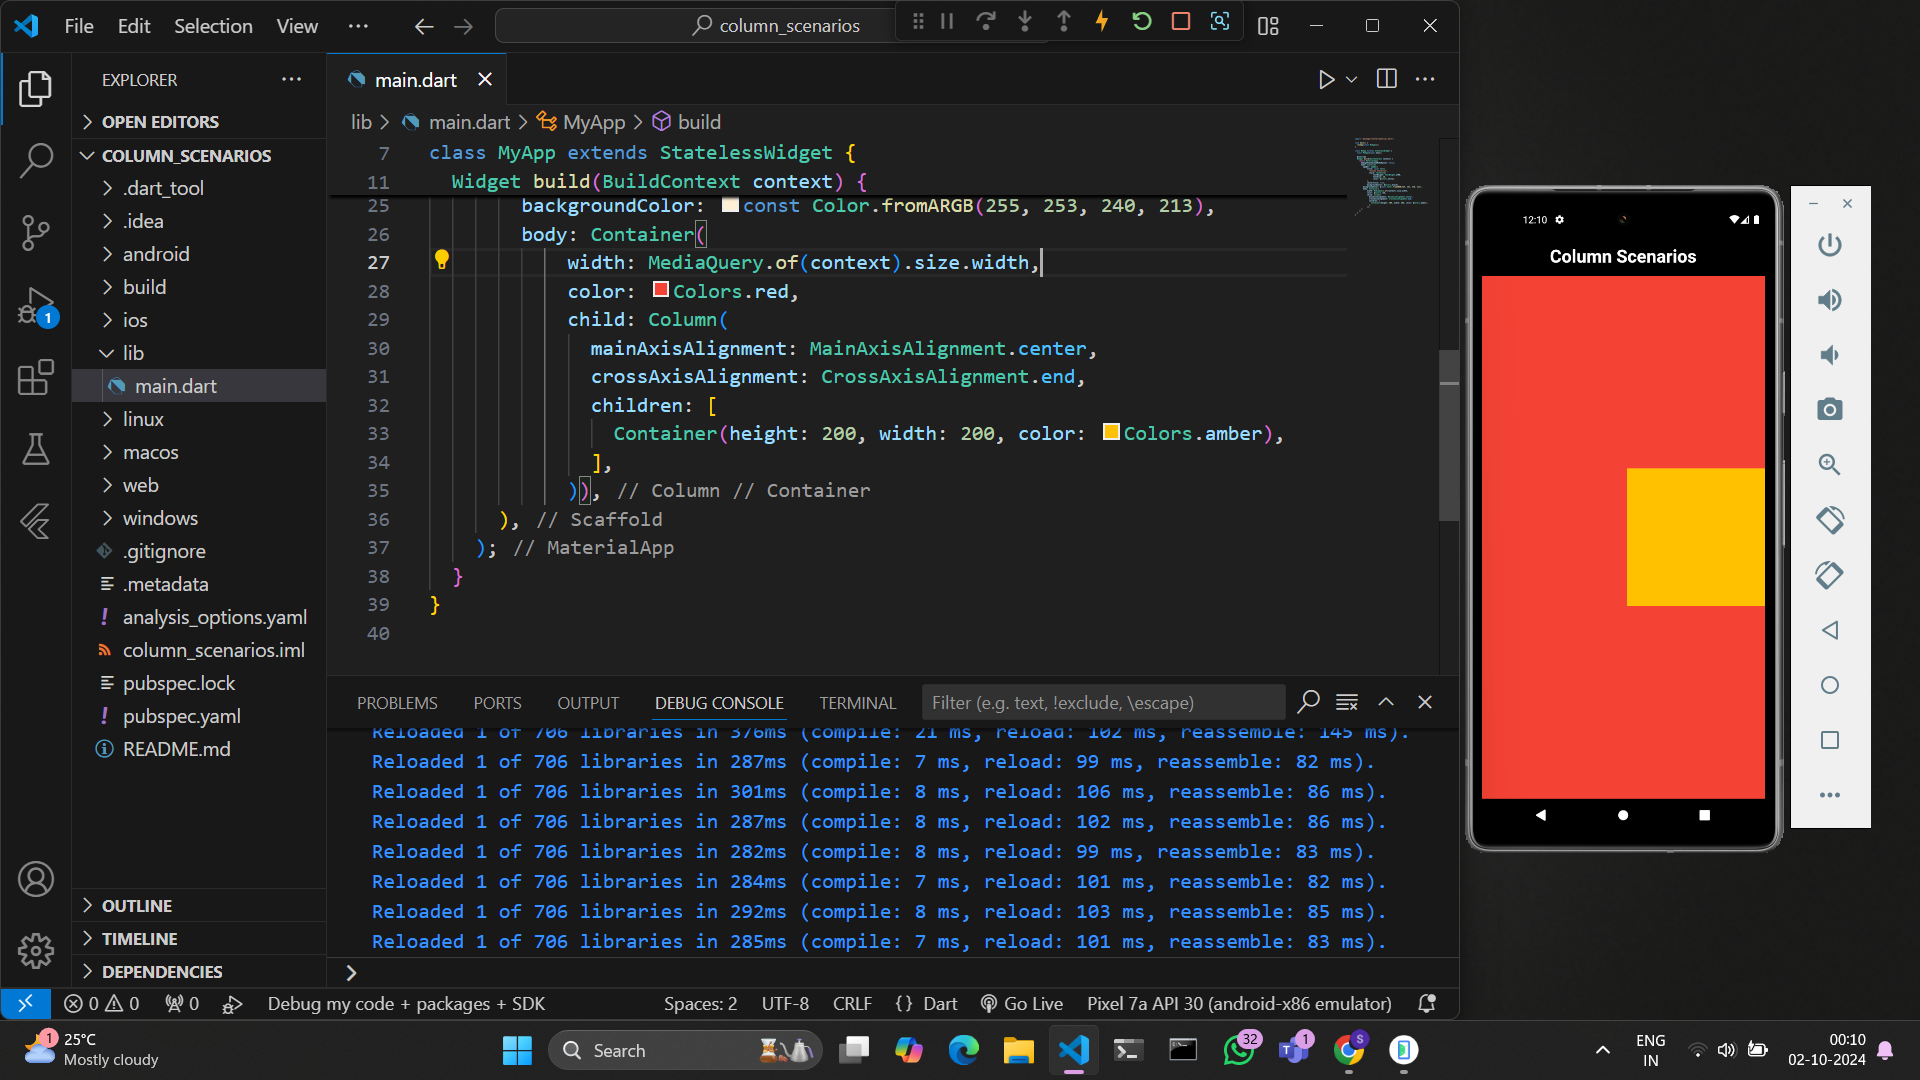 File Edit Selection View ··· column_scenarios
EXPLORER
OPEN EDITORS
COLUMN_SCENARIOS
.dart_tool
.idea
android
build
ios
lib
main.dart
linux
macos
web
windows
.gitignore
.metadata
analysis_options.yaml
column_scenarios.iml
pubspec.lock
pubspec.yaml
README.md
OUTLINE
TIMELINE
DEPENDENCIES
1
main.dart
lib > main.dart > MyApp > build
7 class MyApp extends StatelessWidget {
11 Widget build(BuildContext context) {
25 backgroundColor: const Color.fromARGB(255, 253, 240, 213),
26 body: Container(
27 width: MediaQuery.of(context).size.width,
28 color: Colors.red,
29 child: Column(
30 mainAxisAlignment: MainAxisAlignment.center,
31 crossAxisAlignment: CrossAxisAlignment.end,
32 children: [
33 Container(height: 200, width: 200, color: Colors.amber),
34 ],
35 )), // Column // Container
36 ), // Scaffold
37 ); // MaterialApp
38 }
39 }
40
PROBLEMS PORTS OUTPUT DEBUG CONSOLE TERMINAL Filter (e.g. text, !exclude, \escape)
Reloaded 1 of 706 libraries in 376ms (compile: 21 ms, reload: 102 ms, reassemble: 145 ms).
Reloaded 1 of 706 libraries in 287ms (compile: 7 ms, reload: 99 ms, reassemble: 82 ms).
Reloaded 1 of 706 libraries in 301ms (compile: 8 ms, reload: 106 ms, reassemble: 86 ms).
Reloaded 1 of 706 libraries in 287ms (compile: 8 ms, reload: 102 ms, reassemble: 86 ms).
Reloaded 1 of 706 libraries in 282ms (compile: 8 ms, reload: 99 ms, reassemble: 83 ms).
Reloaded 1 of 706 libraries in 284ms (compile: 7 ms, reload: 101 ms, reassemble: 82 ms).
Reloaded 1 of 706 libraries in 292ms (compile: 8 ms, reload: 103 ms, reassemble: 85 ms).
Reloaded 1 of 706 libraries in 285ms (compile: 7 ms, reload: 101 ms, reassemble: 83 ms).
0 0 0 Debug my code + packages + SDK Spaces: 2 UTF-8 CRLF {} Dart Go Live Pixel 7a API 30 (android-x86 emulator)
12:10
Column Scenarios
1 25°C
Mostly cloudy
Search
32
1
S
ENG
IN
00:10
02-10-2024